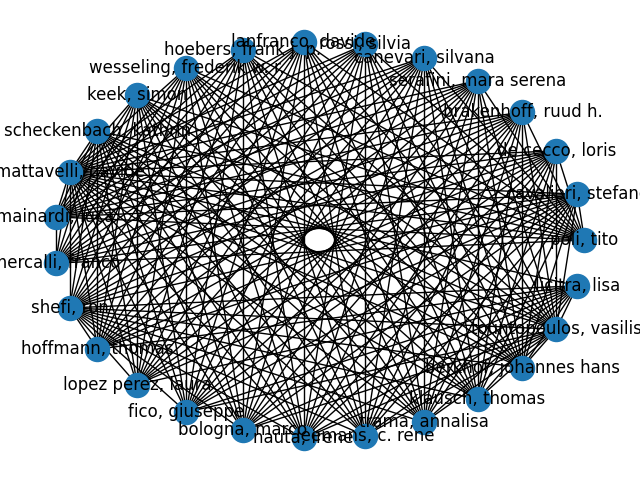 lanfranco, davide
rossi, silvia
hoebers, frank j. p.
canevari, silvana
wesseling, frederik
serafini, mara serena
keek, simon
brakenhoff, ruud h.
scheckenbach, kathrin
de cecco, loris
mattavelli, davide
cavalieri, stefano
mainardi, luca
poli, tito
mercalli, franco
licitra, lisa
shefi,
vasilis
hoffmann, thomas
johannes hans
lopez perez, laura
klausch, thomas
fico, giuseppe
trama, annalisa
bologna, marco
nauta, irene
leemans, c. rene